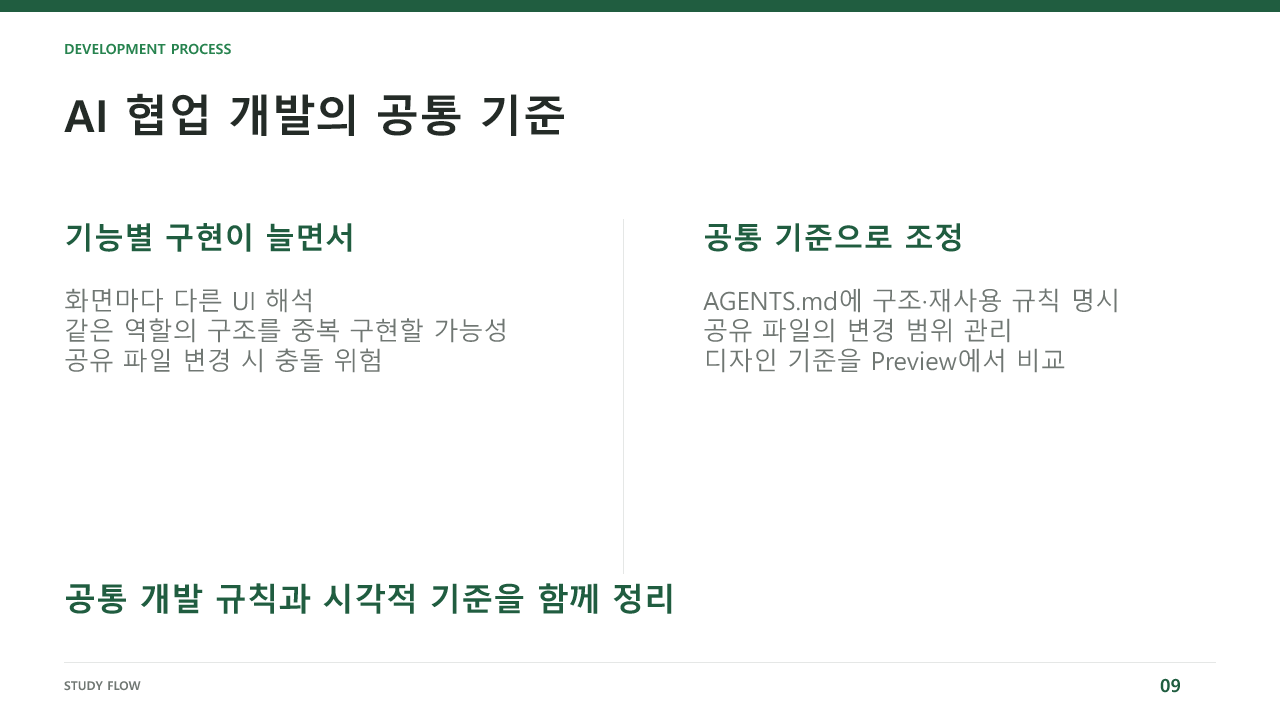 DEVELOPMENT PROCESS
AI 협업 개발의 공통 기준
기능별 구현이 늘면서
화면마다 다른 UI 해석
같은 역할의 구조를 중복 구현할 가능성
공유 파일 변경 시 충돌 위험
공통 기준으로 조정
AGENTS.md에 구조·재사용 규칙 명시
공유 파일의 변경 범위 관리
디자인 기준을 Preview에서 비교
공통 개발 규칙과 시각적 기준을 함께 정리
STUDY FLOW
09